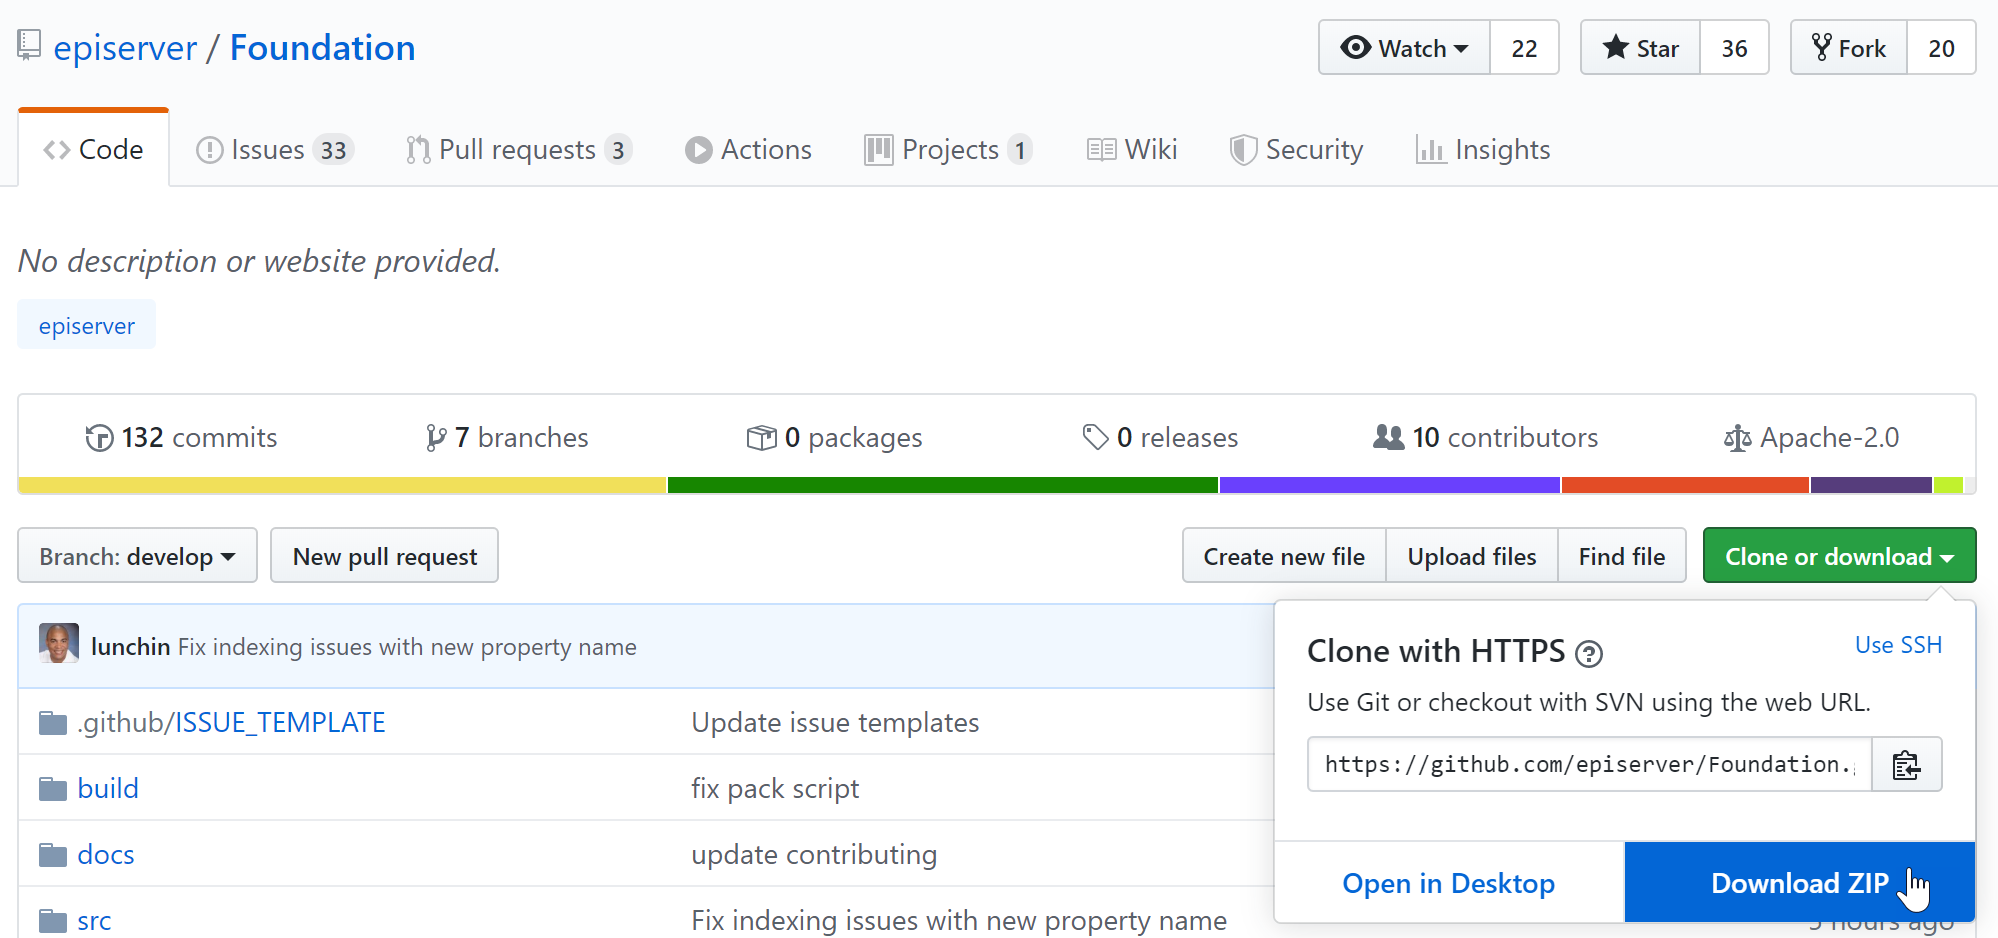 episerver / Foundation
Watch 22 Star 36 Fork 20
Code Issues 33 Pull requests 3 Actions Projects 1 Wiki Security Insights
No description or website provided.
episerver
132 commits 7 branches 0 packages 0 releases 10 contributors Apache-2.0
Branch: develop New pull request Create new file Upload files Find file Clone or download
lunchin Fix indexing issues with new property name
Clone with HTTPS ? Use SSH
Use Git or checkout with SVN using the web URL.
.github/ISSUE_TEMPLATE Update issue templates
https://github.com/episerver/Foundation.
build fix pack script
docs update contributing
Open in Desktop Download ZIP
src Fix indexing issues with new property name hours ago